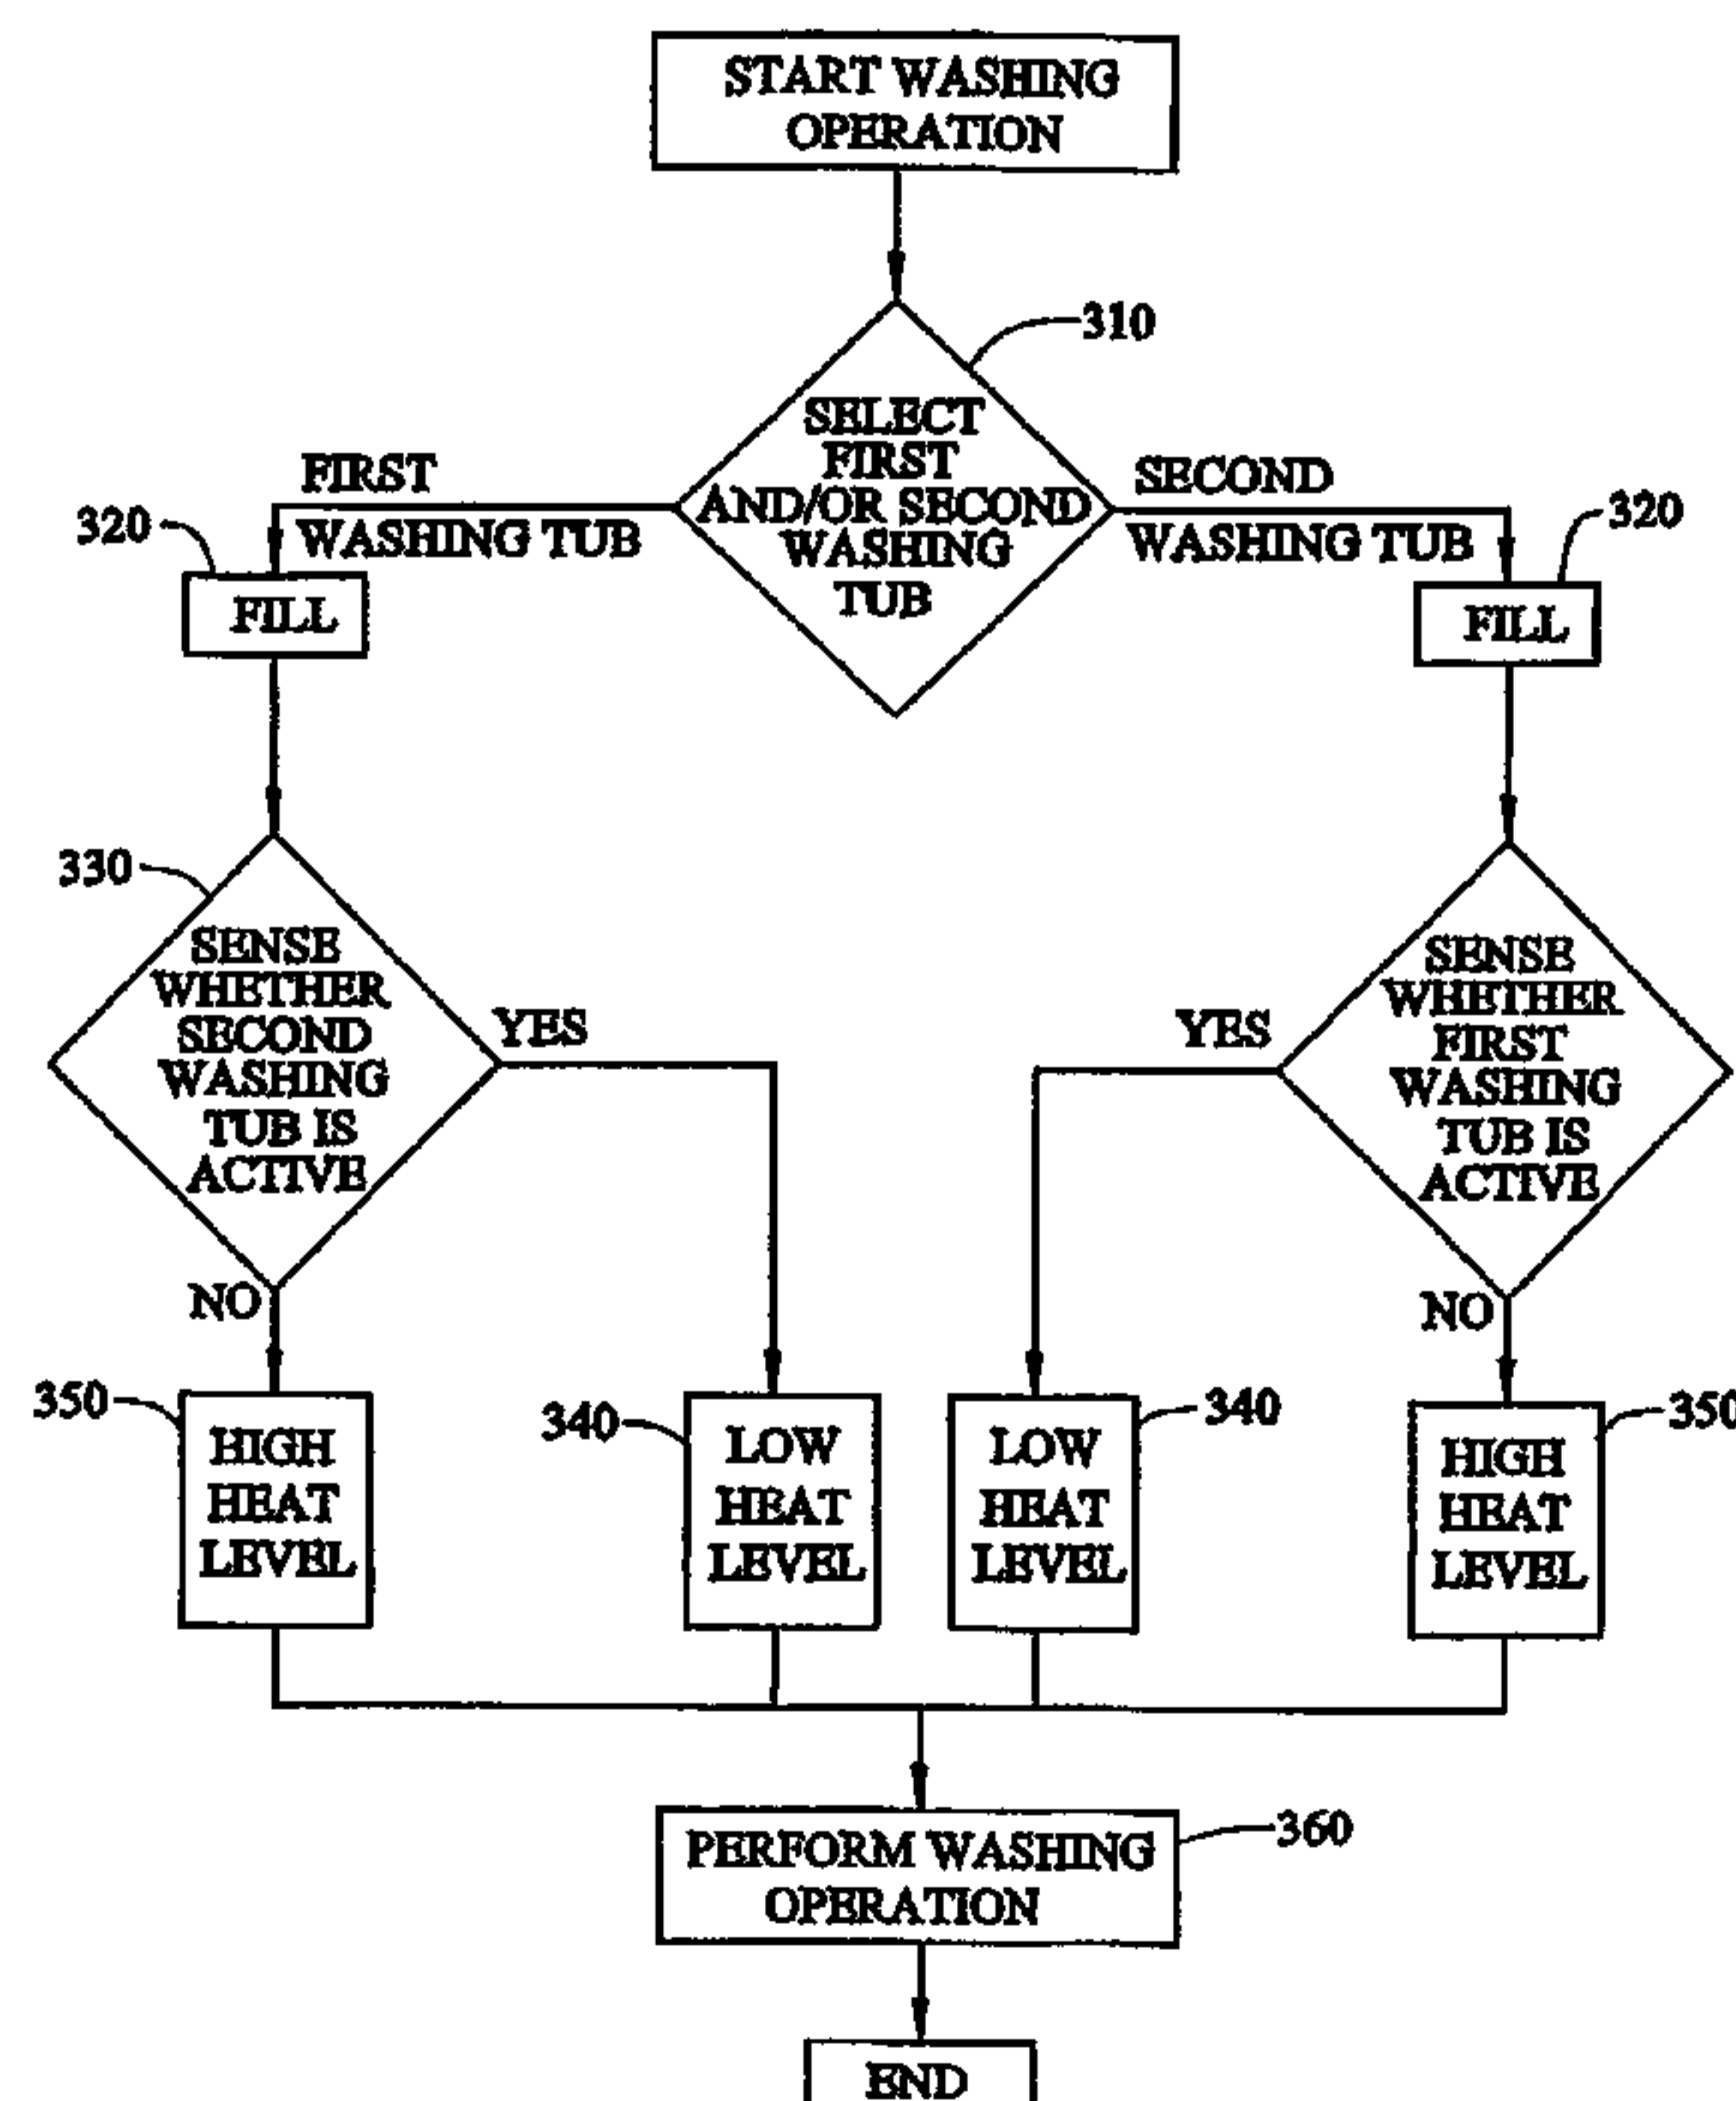 START WASHING
OPERATION
310
SELECT
FIRST
AND/OR SECOND
WASHING
TUB
FIRST
WASHING TUB
SECOND
WASHING TUB
320
FILL
320
FILL
330
SENSE
WHETHER
SECOND
WASHING
TUB IS
ACTIVE
YES
NO
SENSE
WHETHER
FIRST
WASHING
TUB IS
ACTIVE
YES
NO
350
HIGH
HEAT
LEVEL
340
LOW
HEAT
LEVEL
340
LOW
HEAT
LEVEL
350
HIGH
HEAT
LEVEL
PERFORM WASHING
OPERATION
360
END